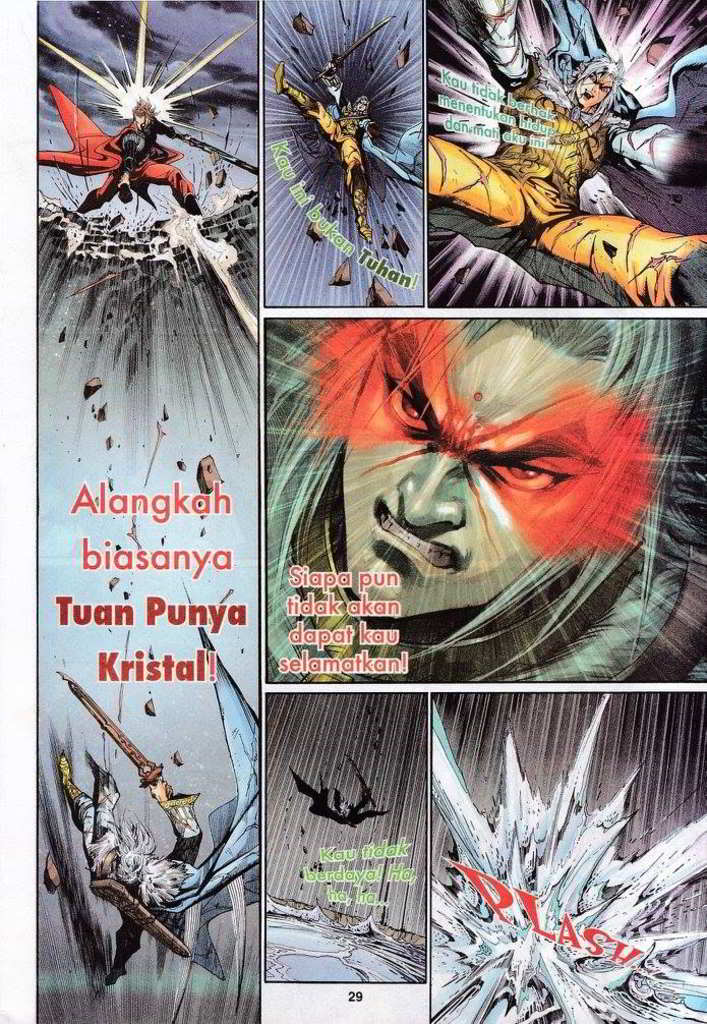 Alangkah
biasanya
Tuan Punya
Kristal!
Kau ini bukan Tuhan!
Kau tidak berhak
menentukan hidup
dan mati aku ini!
Siapa pun
tidak akan
dapat kau
selamatkan!
Kau tidak
berdaya! Ha,
ha, ha...
PLASH!
29